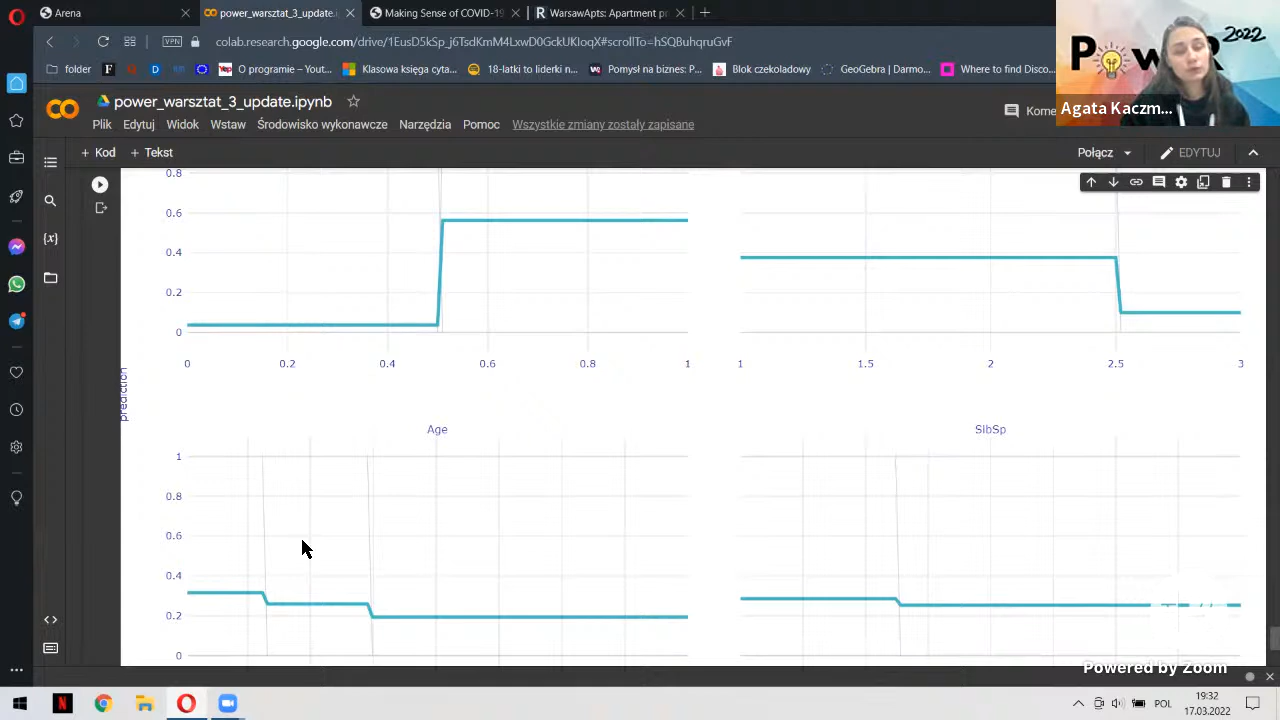 Arena
power_warsztat_3_update.i
Making Sense of COVID-19
WarsawApts: Apartment pr
VPN
colab.research.google.com/drive/1EusD5kSp_j6TsdKmM4LxWDhGckUKIoqX#scrollTo=hSQBuhqruGvF
folder
O programie – Yout...
Klasowa księga cyta...
18-latki to liderki n...
Pomysł na biznes: P...
Blok czekoladowy
GeoGebra | Darmo...
Where to find Discou
PoweR 2022
Agata Kaczm...
power_warsztat_3_update.ipynb
Plik Edytuj Widok Wstaw Środowisko wykonawcze Narzędzia Pomoc Wszystkie zmiany zostały zapisane
+ Kod + Tekst
Połącz
EDYTUJ
0.8
0.6
0.4
0.2
0
0 0.2 0.4 0.6 0.8 1
1 1.5 2 2.5 3
prediction
Age
SibSp
1
0.8
0.6
0.4
0.2
0
Powered by Zoom
POL
19:32
17.03.2022